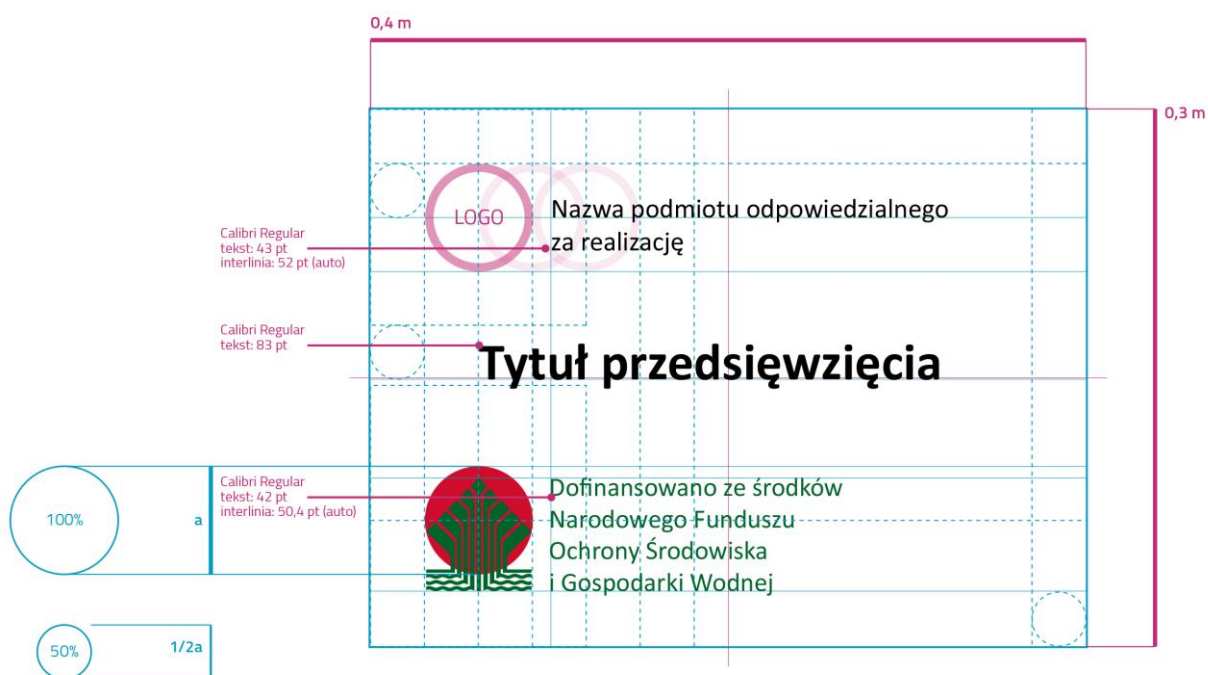 0,4 m
0,3 m
LOGO
Nazwa podmiotu odpowiedzialnego
za realizację
Calibri Regular
tekst: 43 pt
interlinia: 52 pt (auto)
Calibri Regular
tekst: 83 pt
Tytuł przedsięwzięcia
Calibri Regular
tekst: 42 pt
interlinia: 50,4 pt (auto)
Dofinansowano ze środków
Narodowego Funduszu
Ochrony Środowiska
i Gospodarki Wodnej
100%
a
50%
1/2a